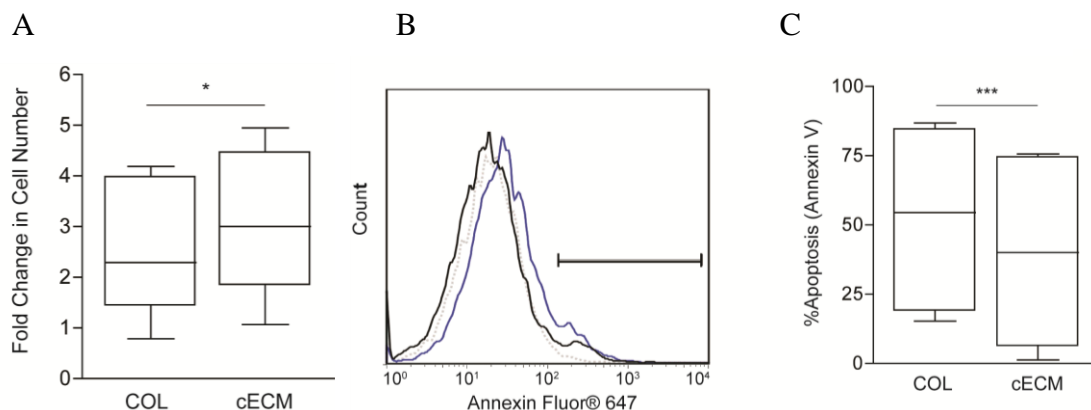 A
B
C
Fold Change in Cell Number
6
5
4
3
2
1
0
*
COL
cECM
Count
10⁰
10¹
10²
10³
10⁴
Annexin Fluor® 647
%Apoptosis (Annexin V)
100
75
50
25
0
***
COL
cECM